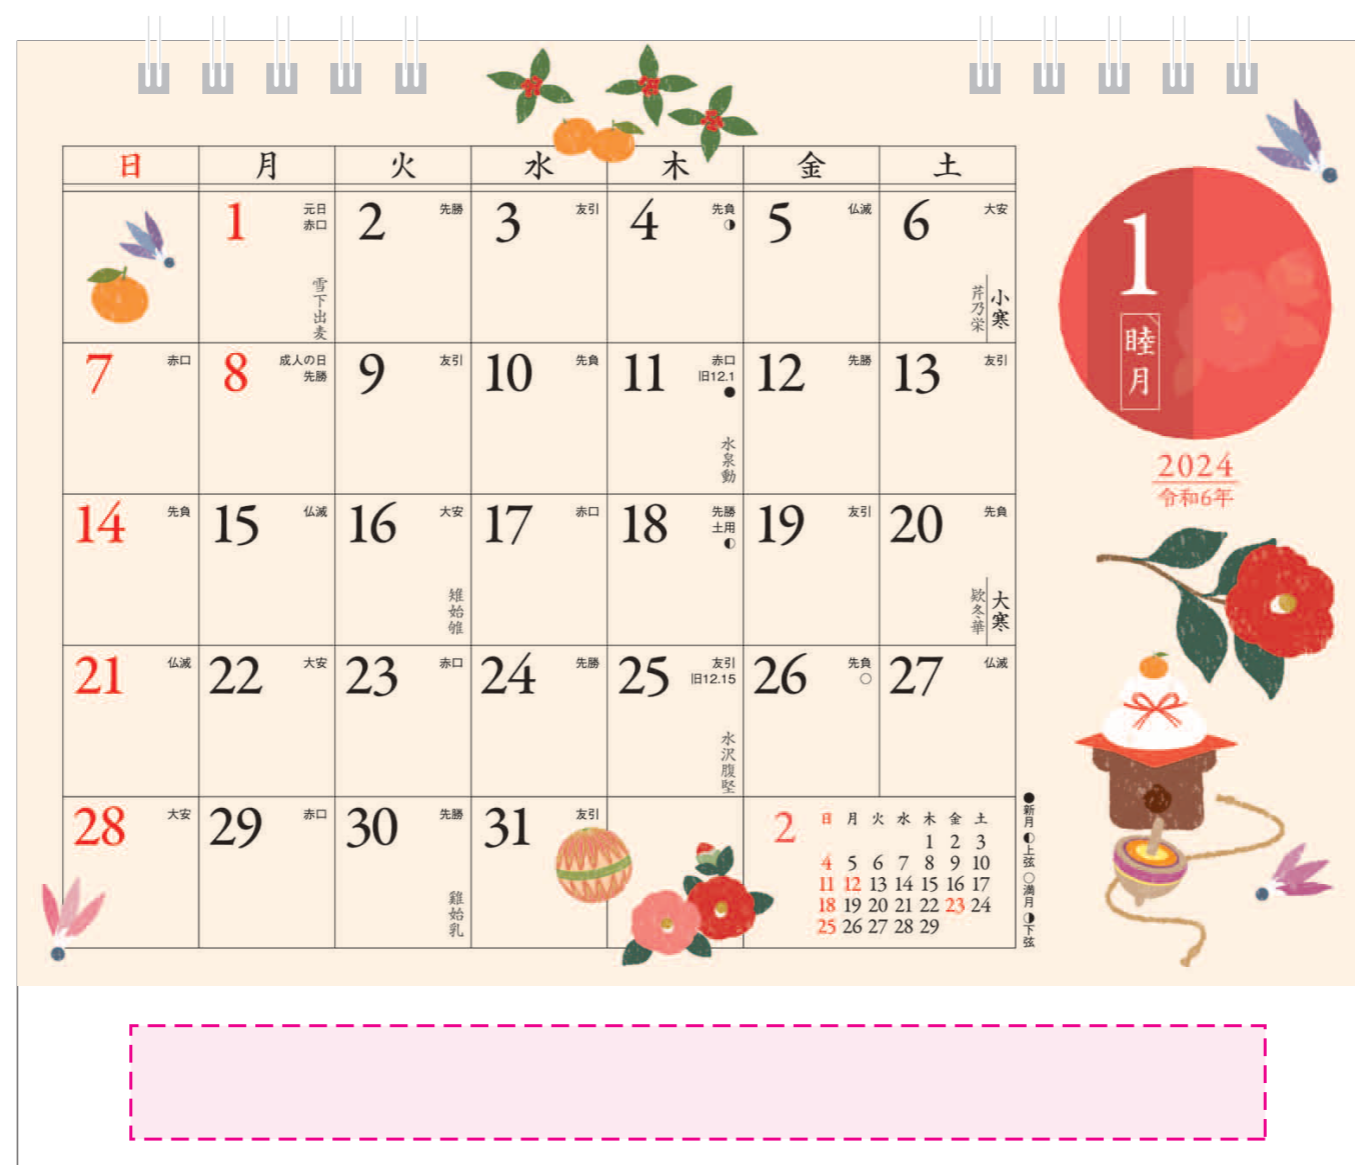 日 月 火 水 木 金 土
1 元日
赤口
雪下出麦
2 先勝
3 友引
4 先負
◑
5 仏滅
6 大安
小寒
芹乃栄
7 赤口
8 成人の日
先勝
9 友引
10 先負
11 赤口
旧12.1
●
水泉動
12 先勝
13 友引
14 先負
15 仏滅
16 大安
雉始雊
17 赤口
18 先勝
土用
◐
19 友引
20 先負
大寒
款冬華
21 仏滅
22 大安
23 赤口
24 先勝
25 友引
旧12.15
水沢腹堅
26 先負
○
27 仏滅
28 大安
29 赤口
30 先勝
雞始乳
31 友引
2 日 月 火 水 木 金 土
1 2 3
4 5 6 7 8 9 10
11 12 13 14 15 16 17
18 19 20 21 22 23 24
25 26 27 28 29
●新月 ◐上弦 ○満月 ◑下弦
1
睦月
2024
令和6年